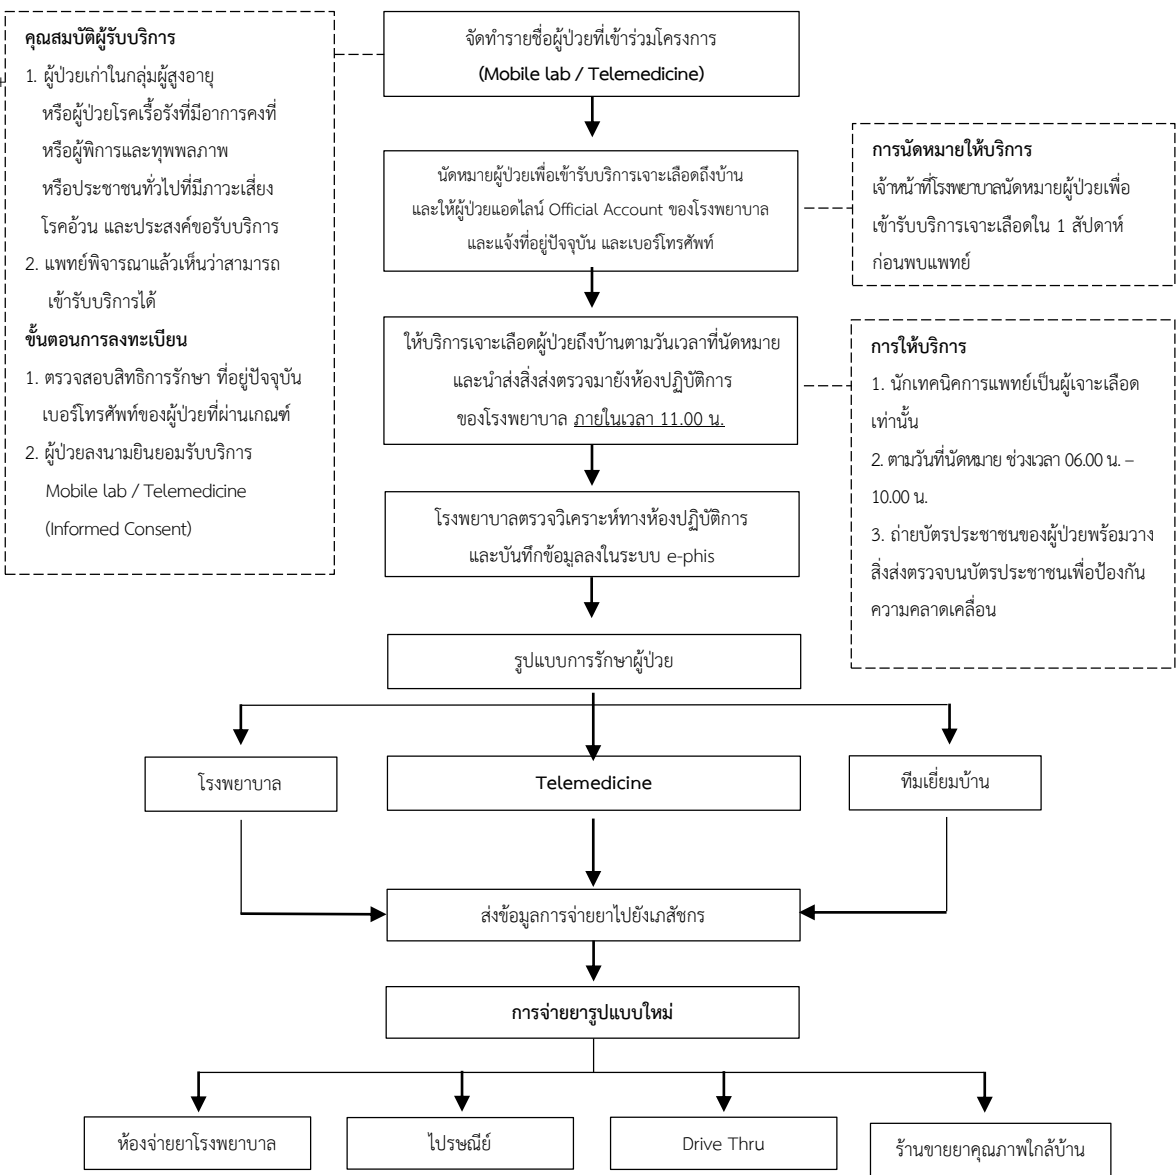 คุณสมบัติผู้รับบริการ
1. ผู้ป่วยเก่าในกลุ่มผู้สูงอายุ
หรือผู้ป่วยโรคเรื้อรังที่มีอาการคงที่
หรือผู้พิการและทุพพลภาพ
หรือประชาชนทั่วไปที่มีภาวะเสี่ยง
โรคอ้วน และประสงค์ขอรับบริการ
2. แพทย์พิจารณาแล้วเห็นว่าสามารถ
เข้ารับบริการได้
ขั้นตอนการลงทะเบียน
1. ตรวจสอบสิทธิการรักษา ที่อยู่ปัจจุบัน
เบอร์โทรศัพท์ของผู้ป่วยที่ผ่านเกณฑ์
2. ผู้ป่วยลงนามยินยอมรับบริการ
Mobile lab / Telemedicine
(Informed Consent)
จัดทำรายชื่อผู้ป่วยที่เข้าร่วมโครงการ
(Mobile lab / Telemedicine)
นัดหมายผู้ป่วยเพื่อเข้ารับบริการเจาะเลือดถึงบ้าน
และให้ผู้ป่วยแอดไลน์ Official Account ของโรงพยาบาล
และแจ้งที่อยู่ปัจจุบัน และเบอร์โทรศัพท์
การนัดหมายให้บริการ
เจ้าหน้าที่โรงพยาบาลนัดหมายผู้ป่วยเพื่อ
เข้ารับบริการเจาะเลือดใน 1 สัปดาห์
ก่อนพบแพทย์
ให้บริการเจาะเลือดผู้ป่วยถึงบ้านตามวันเวลาที่นัดหมาย
และนำส่งสิ่งส่งตรวจมายังห้องปฏิบัติการ
ของโรงพยาบาล ภายในเวลา 11.00 น.
การให้บริการ
1. นักเทคนิคการแพทย์เป็นผู้เจาะเลือด
เท่านั้น
2. ตามวันที่นัดหมาย ช่วงเวลา 06.00 น. –
10.00 น.
3. ถ่ายบัตรประชาชนของผู้ป่วยพร้อมวาง
สิ่งส่งตรวจบนบัตรประชาชนเพื่อป้องกัน
ความคลาดเคลื่อน
โรงพยาบาลตรวจวิเคราะห์ทางห้องปฏิบัติการ
และบันทึกข้อมูลลงในระบบ e-phis
รูปแบบการรักษาผู้ป่วย
โรงพยาบาล
Telemedicine
ทีมเยี่ยมบ้าน
ส่งข้อมูลการจ่ายยาไปยังเภสัชกร
การจ่ายยารูปแบบใหม่
ห้องจ่ายยาโรงพยาบาล
ไปรษณีย์
Drive Thru
ร้านขายยาคุณภาพใกล้บ้าน